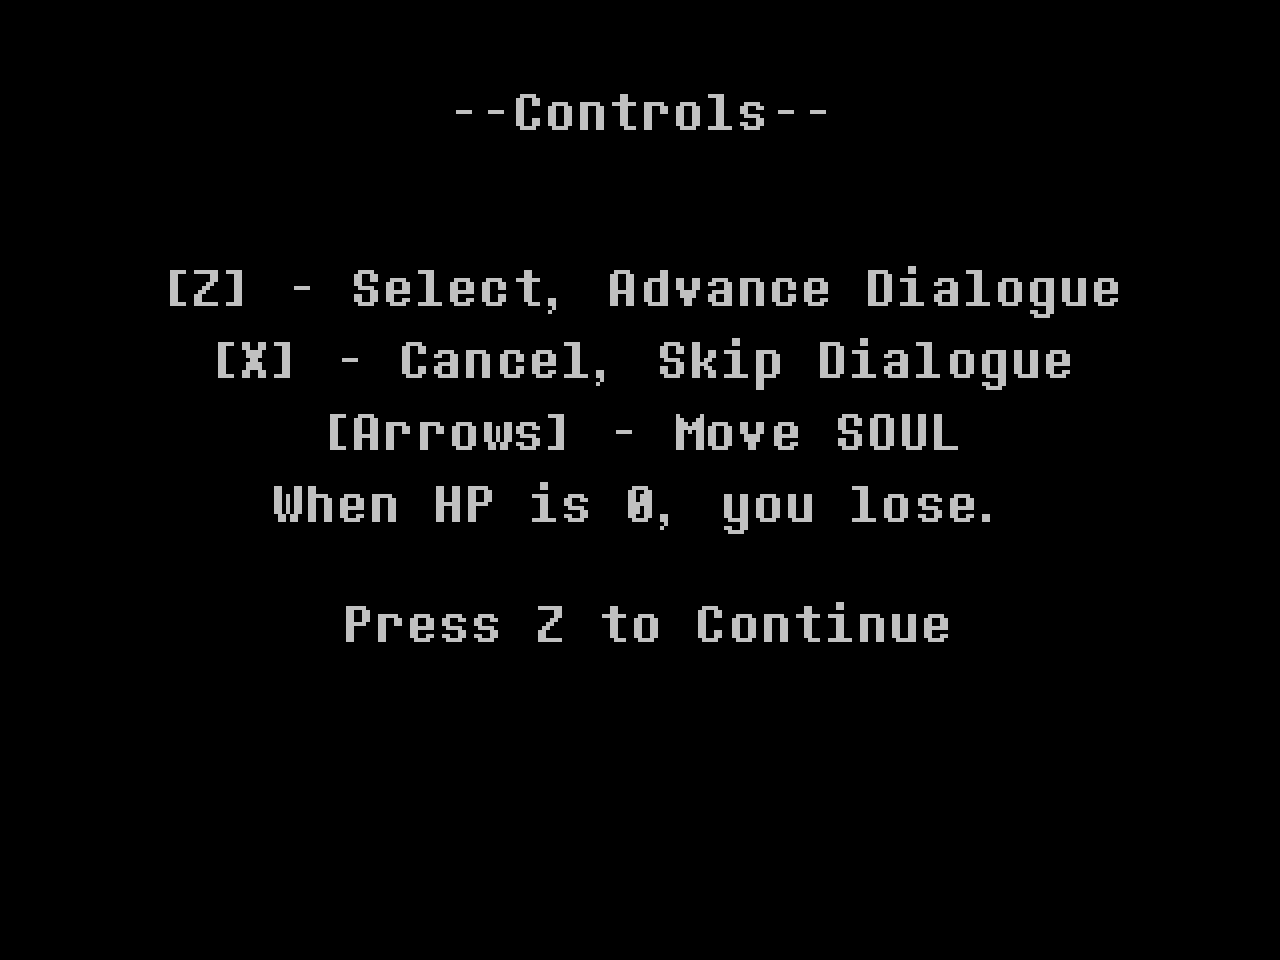 --Controls--
[Z] - Select, Advance Dialogue
[X] - Cancel, Skip Dialogue
[Arrows] - Move SOUL
When HP is 0, you lose.
Press Z to Continue